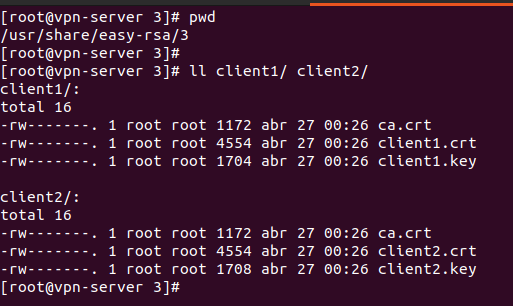 [root@vpn-server 3]# pwd
/usr/share/easy-rsa/3
[root@vpn-server 3]#
[root@vpn-server 3]# ll client1/ client2/
client1/:
total 16
-rw-------. 1 root root 1172 abr 27 00:26 ca.crt
-rw-------. 1 root root 4554 abr 27 00:26 client1.crt
-rw-------. 1 root root 1704 abr 27 00:26 client1.key

client2/:
total 16
-rw-------. 1 root root 1172 abr 27 00:26 ca.crt
-rw-------. 1 root root 4554 abr 27 00:26 client2.crt
-rw-------. 1 root root 1708 abr 27 00:26 client2.key
[root@vpn-server 3]#